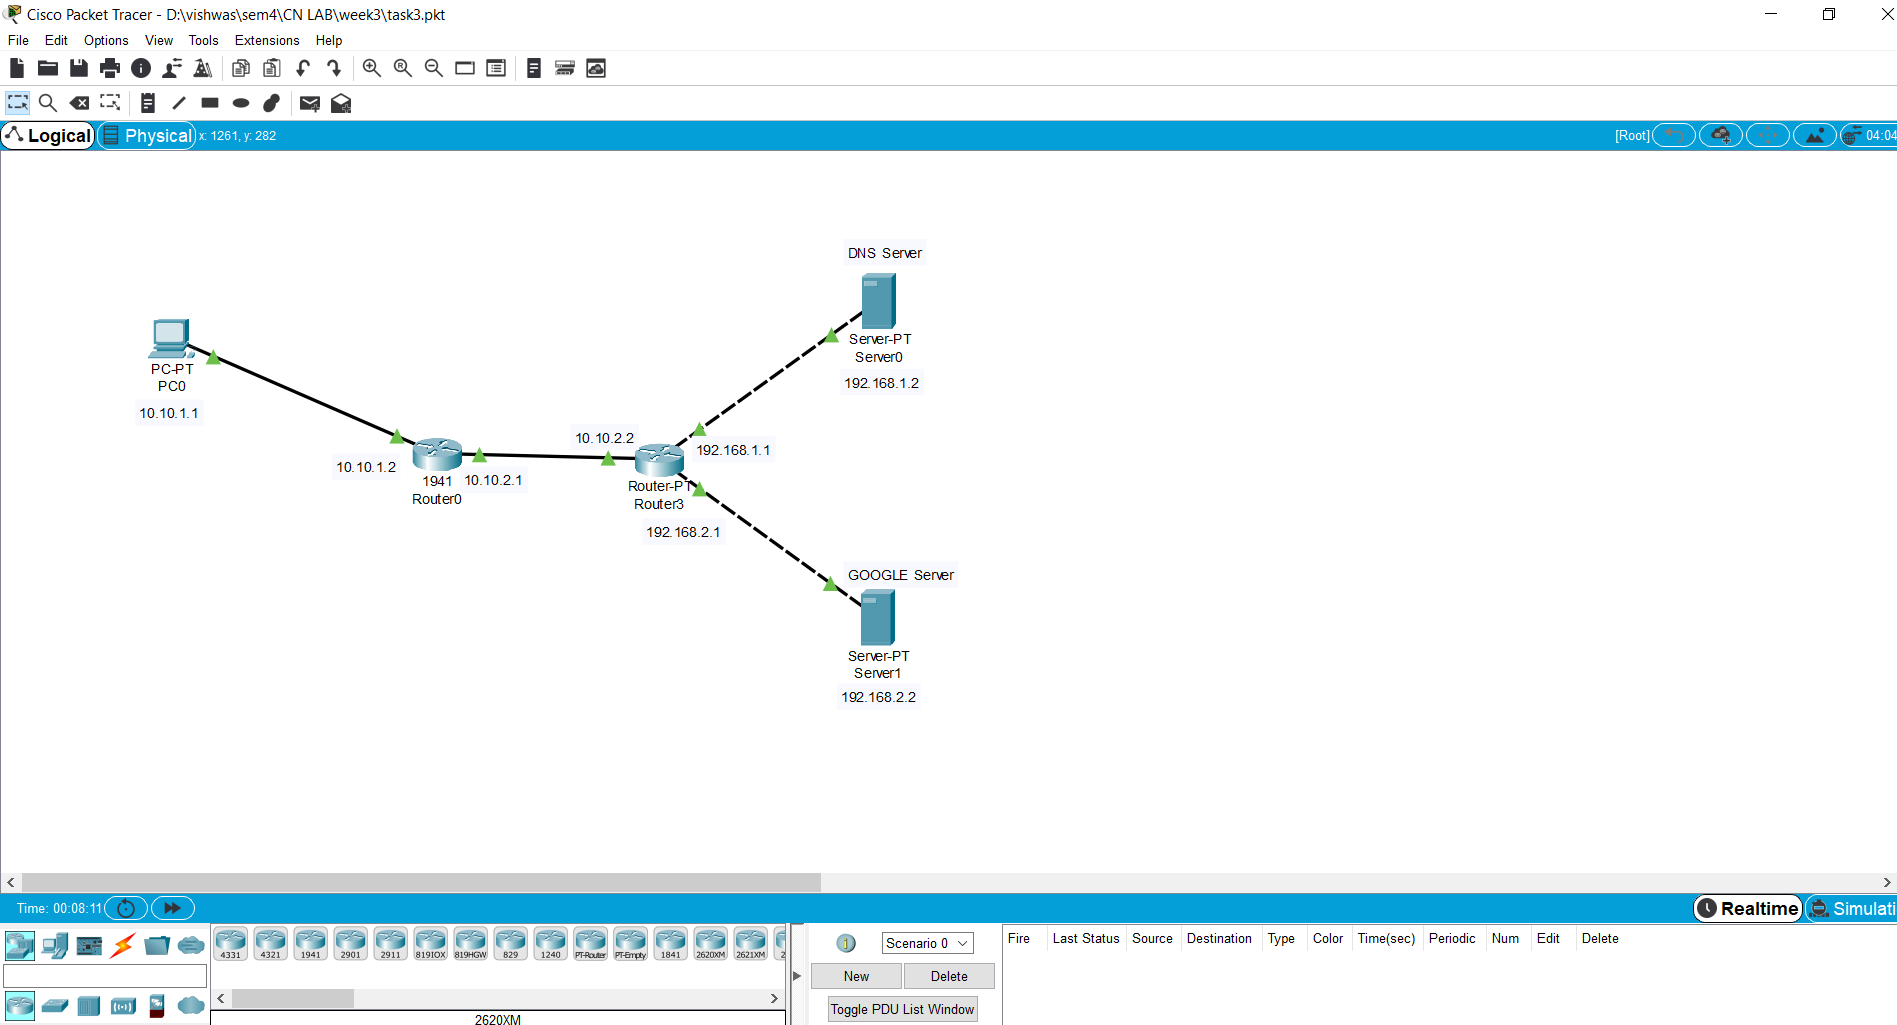 Cisco Packet Tracer - D:\vishwas\sem4\CN LAB\week3\task3.pkt
File Edit Options View Tools Extensions Help
Logical Physical x: 1261, y: 282 [Root] 04:04
DNS Server
Server-PT
Server0
192.168.1.2
PC-PT
PC0
10.10.1.1
10.10.2.2
192.168.1.1
10.10.1.2
1941
Router0
10.10.2.1
Router-PT
Router3
192.168.2.1
GOOGLE Server
Server-PT
Server1
192.168.2.2
Time: 00:08:11 Realtime Simulati
4331 4321 1941 2901 2911 819IOX 819HGW 829 1240 PT-Router PT-Empty 1841 2620XM 2621XM 2
2620XM
Scenario 0
New Delete
Toggle PDU List Window
Fire Last Status Source Destination Type Color Time(sec) Periodic Num Edit Delete